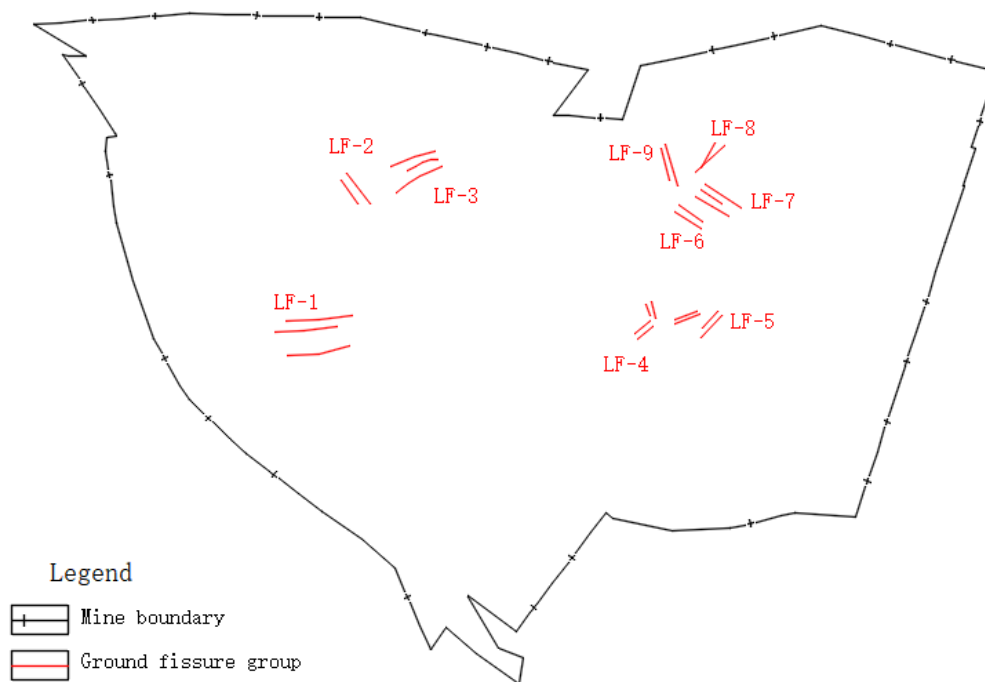 LF-8
LF-2
LF-9
LF-3
LF-7
LF-6
LF-1
LF-5
LF-4
Legend
Mine boundary
Ground fissure group